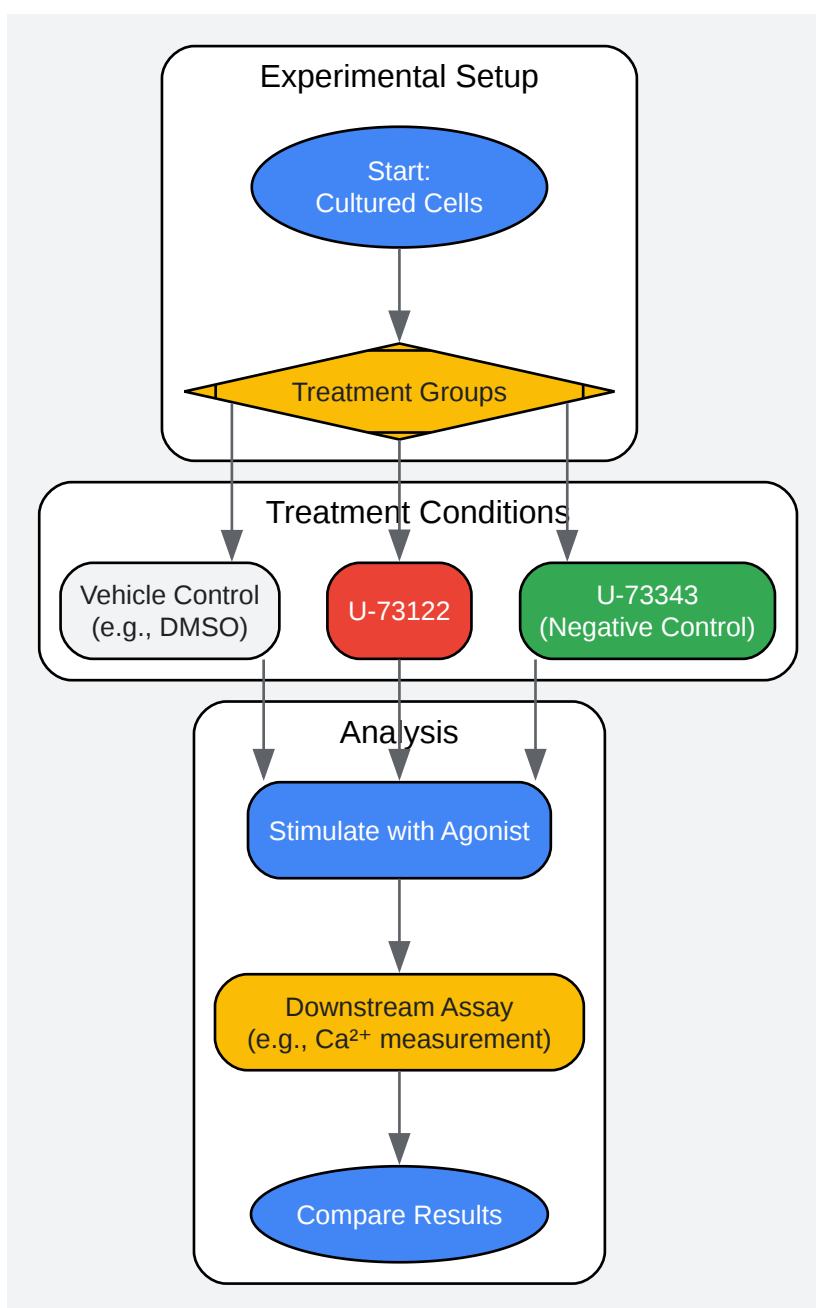 Experimental Setup
Start:
Cultured Cells
Treatment Groups
Treatment Conditions
Vehicle Control
(e.g., DMSO)
U-73122
U-73343
(Negative Control)
Analysis
Stimulate with Agonist
Downstream Assay
(e.g., Ca²⁺ measurement)
Compare Results